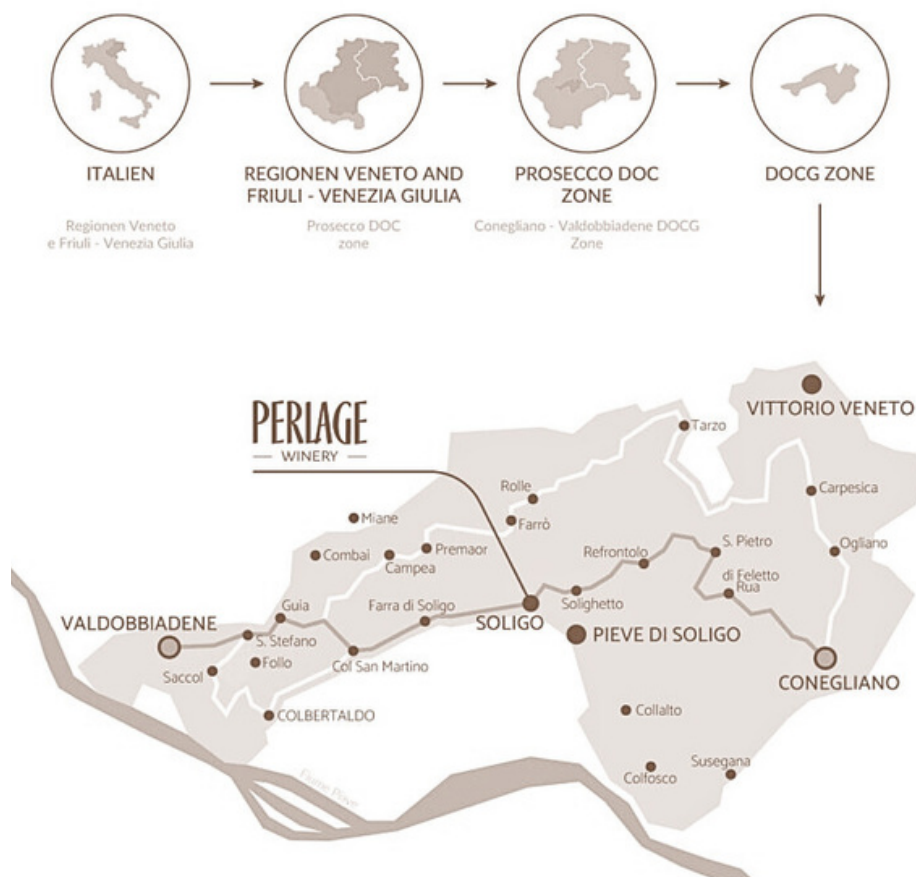 ITALIEN
Regionen Veneto
e Friuli - Venezia Giulia
REGIONEN VENETO AND
FRIULI - VENEZIA GIULIA
Prosecco DOC
zone
PROSECCO DOC
ZONE
Conegliano - Valdobbiadene DOCG
Zone
DOCG ZONE
VITTORIO VENETO
PERLAGE
WINERY
Tarzo
Carpesica
Rolle
Miane
Farrò
Ogliano
Combai
Campea
Premaor
Refrontolo
S. Pietro
di Feletto
Rua
Guia
Farra di Soligo
Solighetto
VALDOBBIADENE
SOLIGO
S. Stefano
PIEVE DI SOLIGO
Follo
Col San Martino
Saccol
CONEGLIANO
COLBERTALDO
Collalto
Colfosco
Susegana
Fiume Piave